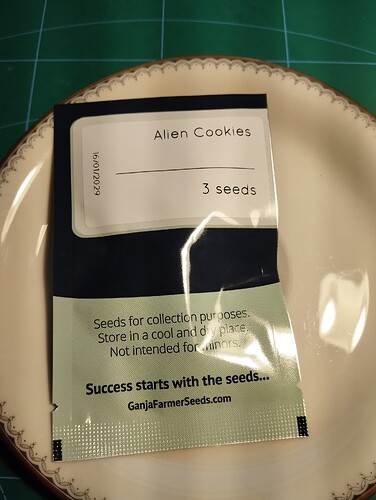 Alien Cookies
16/01/2029
3 seeds
Seeds for collection purposes.
Store in a cool and dry place.
Not intended for minors.
Success starts with the seeds...
GanjaFarmerSeeds.com